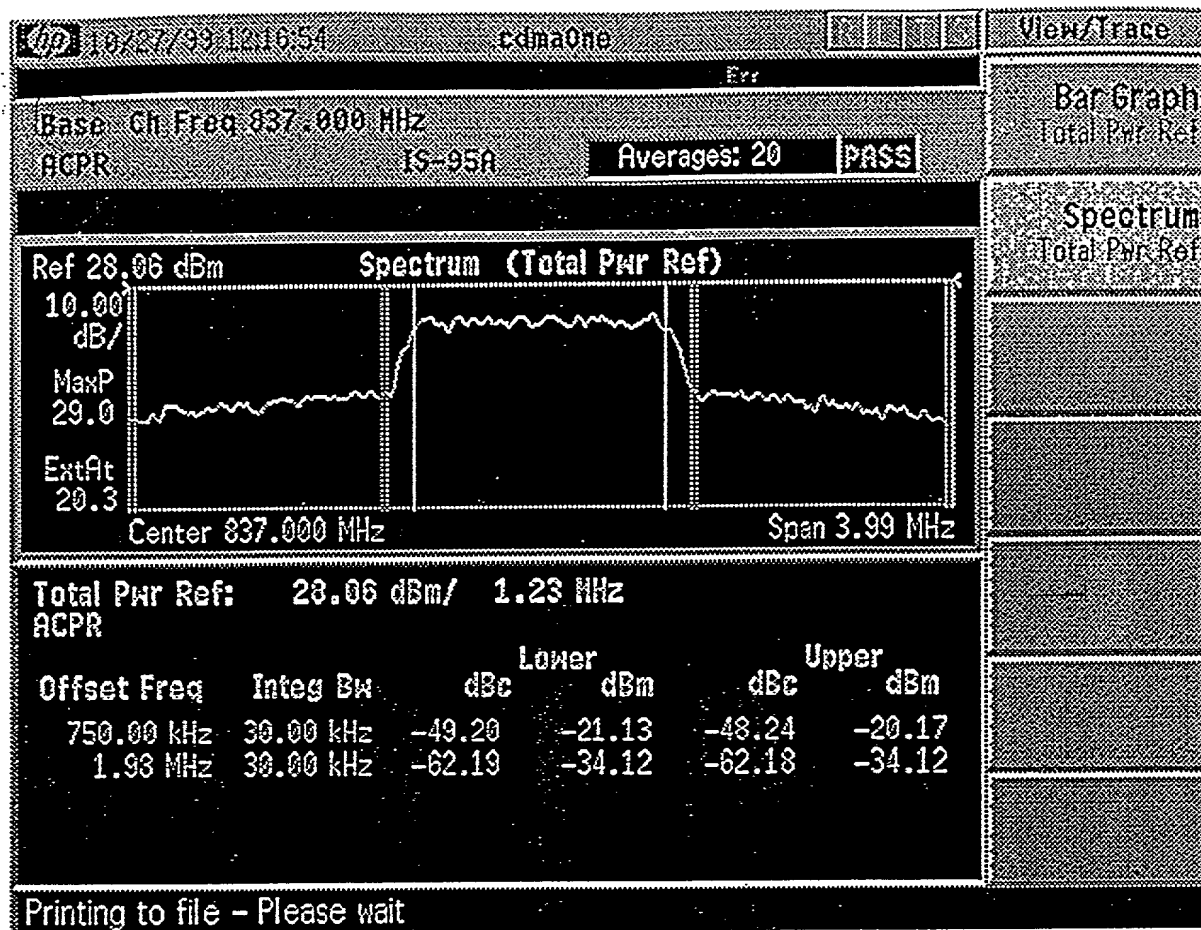 hp 10/27/99 12:16:54 cdmaOne R L T S View/Trace
Err
Base Ch Freq 837.000 MHz
ACPR IS-95A Averages: 20 PASS
Bar Graph
Total Pwr Ref
Spectrum
Total Pwr Ref
Ref 28.06 dBm Spectrum (Total Pwr Ref)
10.00
dB/
MaxP
29.0
ExtAt
20.3
Center 837.000 MHz Span 3.99 MHz
Total Pwr Ref: 28.06 dBm/ 1.23 MHz
ACPR
Lower Upper
Offset Freq Integ Bw dBc dBm dBc dBm
750.00 kHz 30.00 kHz -49.20 -21.13 -48.24 -20.17
1.98 MHz 30.00 kHz -62.19 -34.12 -62.18 -34.12
Printing to file - Please wait